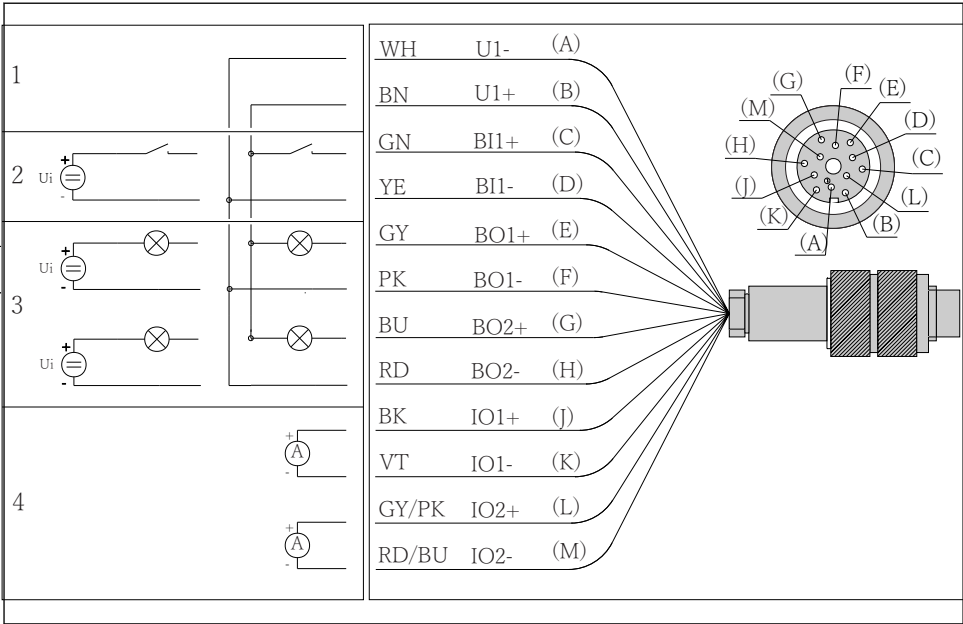 1
2
+
Ui
-
3
+
Ui
-
+
Ui
-
4
+
A
-
+
A
-
WH U1- (A)
BN U1+ (B)
GN BI1+ (C)
YE BI1- (D)
GY BO1+ (E)
PK BO1- (F)
BU BO2+ (G)
RD BO2- (H)
BK IO1+ (J)
VT IO1- (K)
GY/PK IO2+ (L)
RD/BU IO2- (M)
(F)
(G)
(E)
(M)
(D)
(H)
(C)
(J)
(L)
(K)
(B)
(A)